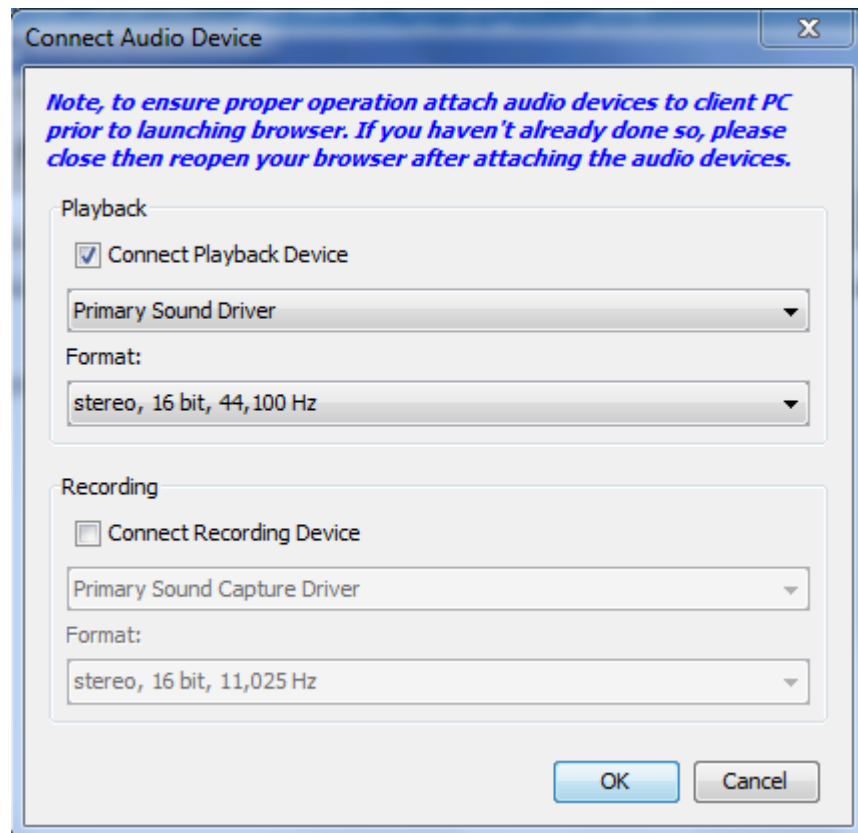 Connect Audio Device
Note, to ensure proper operation attach audio devices to client PC
prior to launching browser. If you haven't already done so, please
close then reopen your browser after attaching the audio devices.
Playback
Connect Playback Device
Primary Sound Driver
Format:
stereo, 16 bit, 44,100 Hz
Recording
Connect Recording Device
Primary Sound Capture Driver
Format:
stereo, 16 bit, 11,025 Hz
OK Cancel